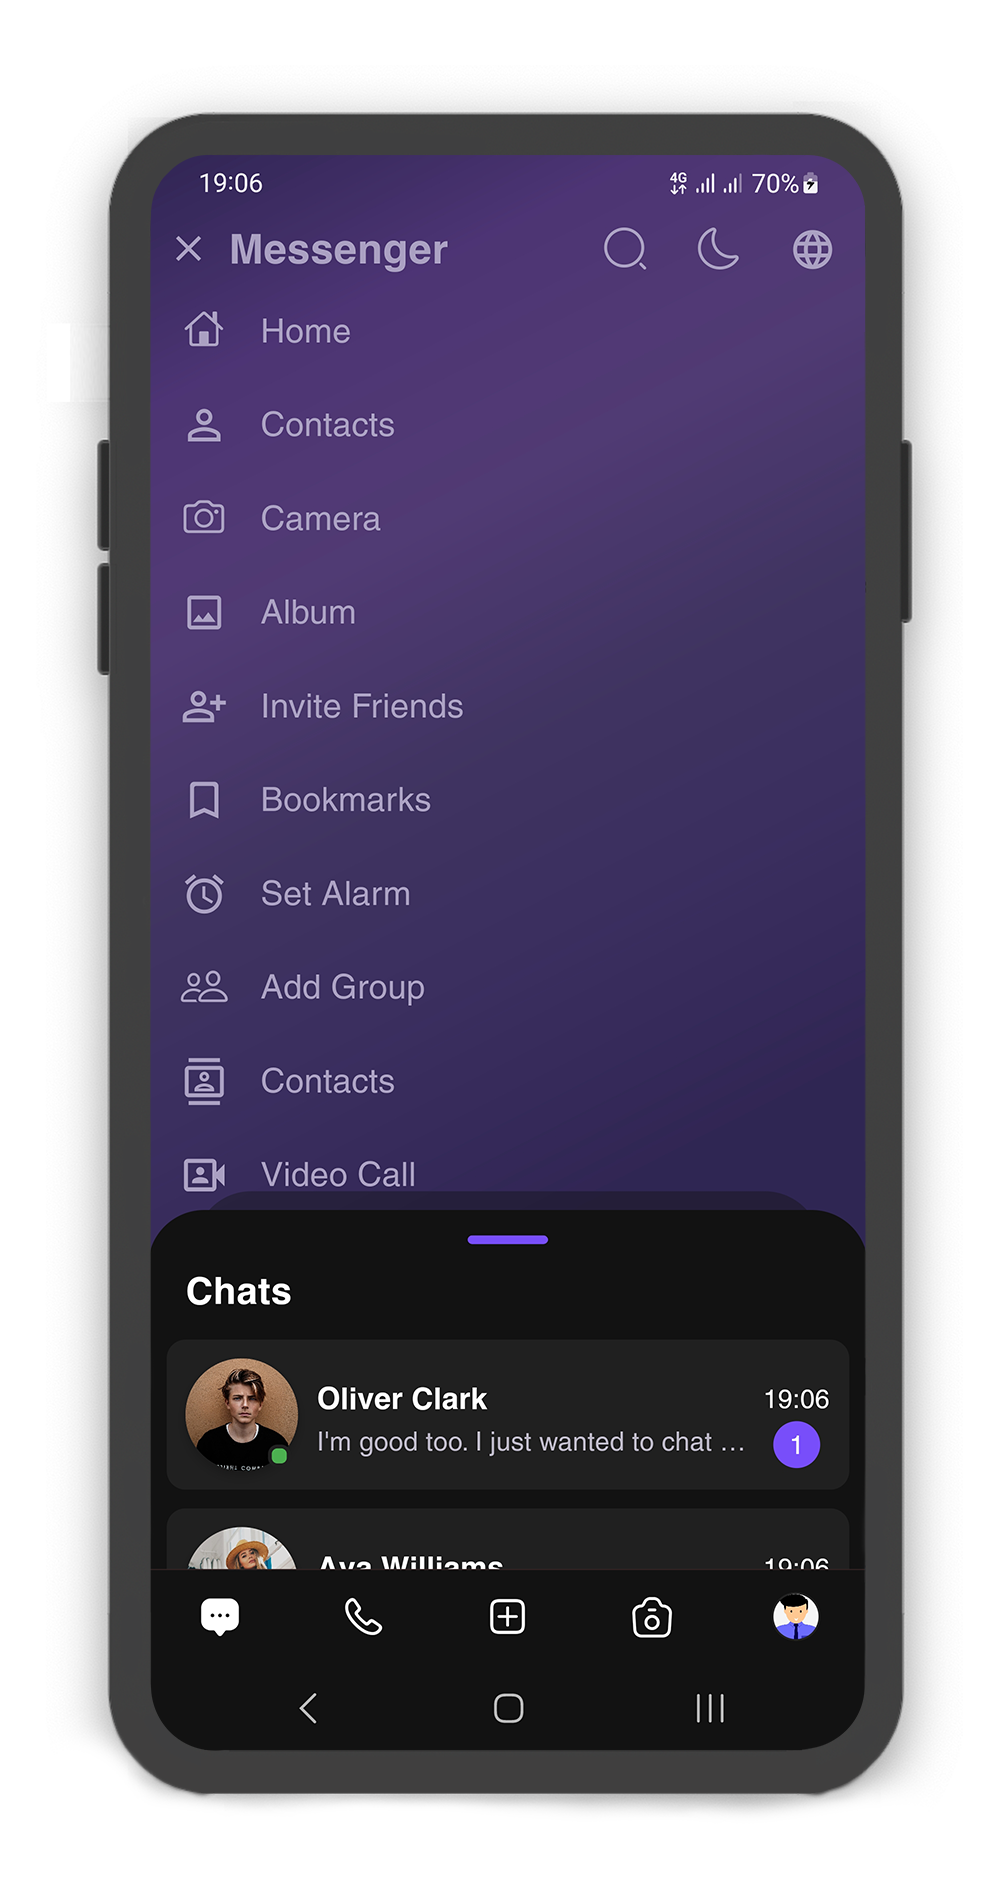 19:06
4G 70%
Messenger
Home
Contacts
Camera
Album
Invite Friends
Bookmarks
Set Alarm
Add Group
Contacts
Video Call
Chats
Oliver Clark 19:06
I'm good too. I just wanted to chat ... 1
Ava Williams 19:06